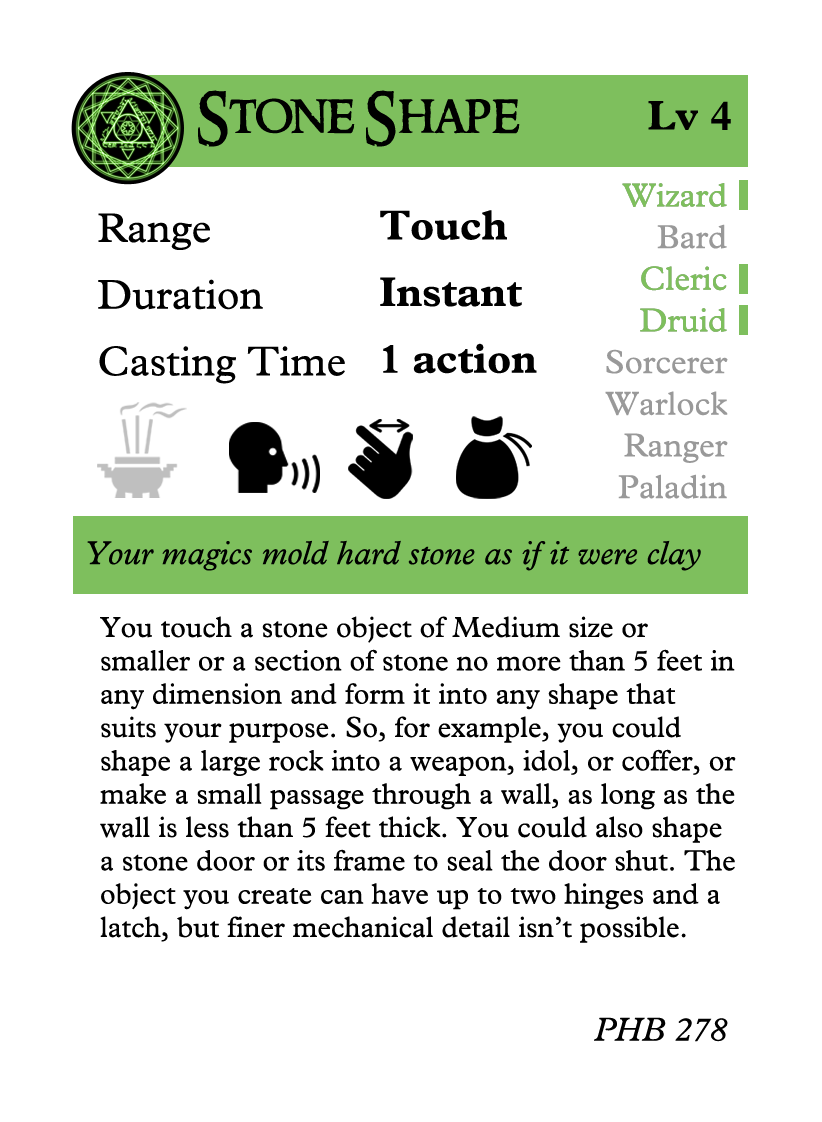 STONE SHAPE
Lv 4
Range Touch
Duration Instant
Casting Time 1 action
Wizard
Bard
Cleric
Druid
Sorcerer
Warlock
Ranger
Paladin
Your magics mold hard stone as if it were clay
You touch a stone object of Medium size or
smaller or a section of stone no more than 5 feet in
any dimension and form it into any shape that
suits your purpose. So, for example, you could
shape a large rock into a weapon, idol, or coffer, or
make a small passage through a wall, as long as the
wall is less than 5 feet thick. You could also shape
a stone door or its frame to seal the door shut. The
object you create can have up to two hinges and a
latch, but finer mechanical detail isn’t possible.
PHB 278